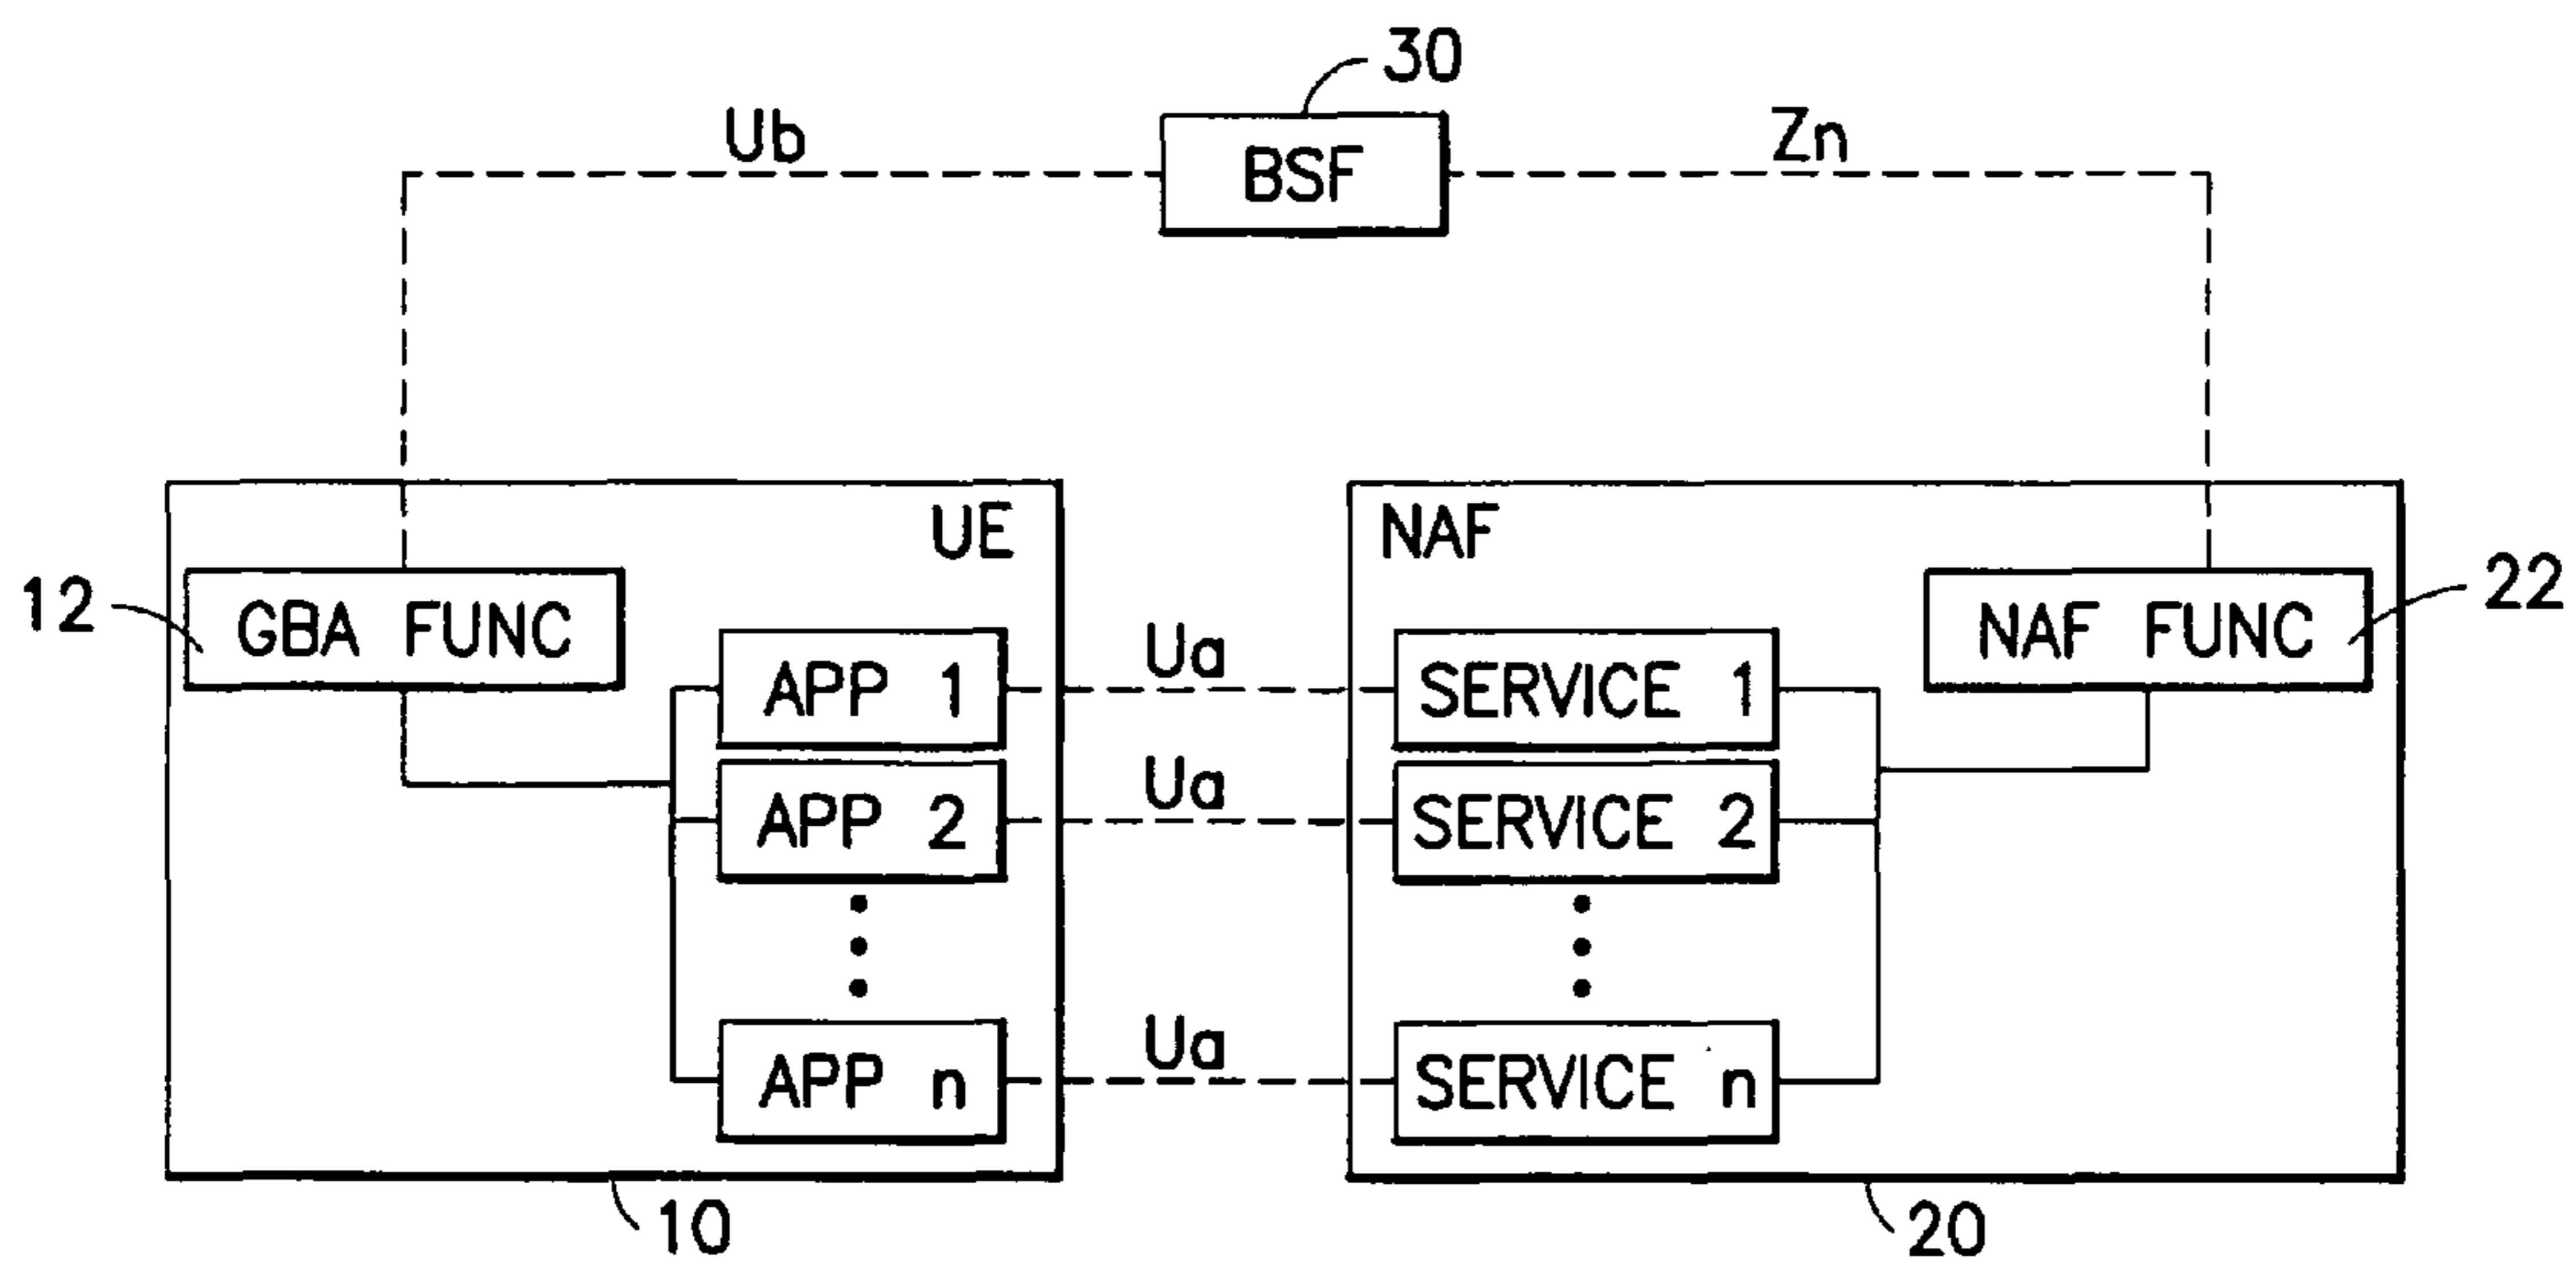 30
Ub
BSF
Zn
UE
NAF
12
GBA FUNC
NAF FUNC
22
APP 1
Ua
SERVICE 1
APP 2
Ua
SERVICE 2
APP n
Ua
SERVICE n
10
20